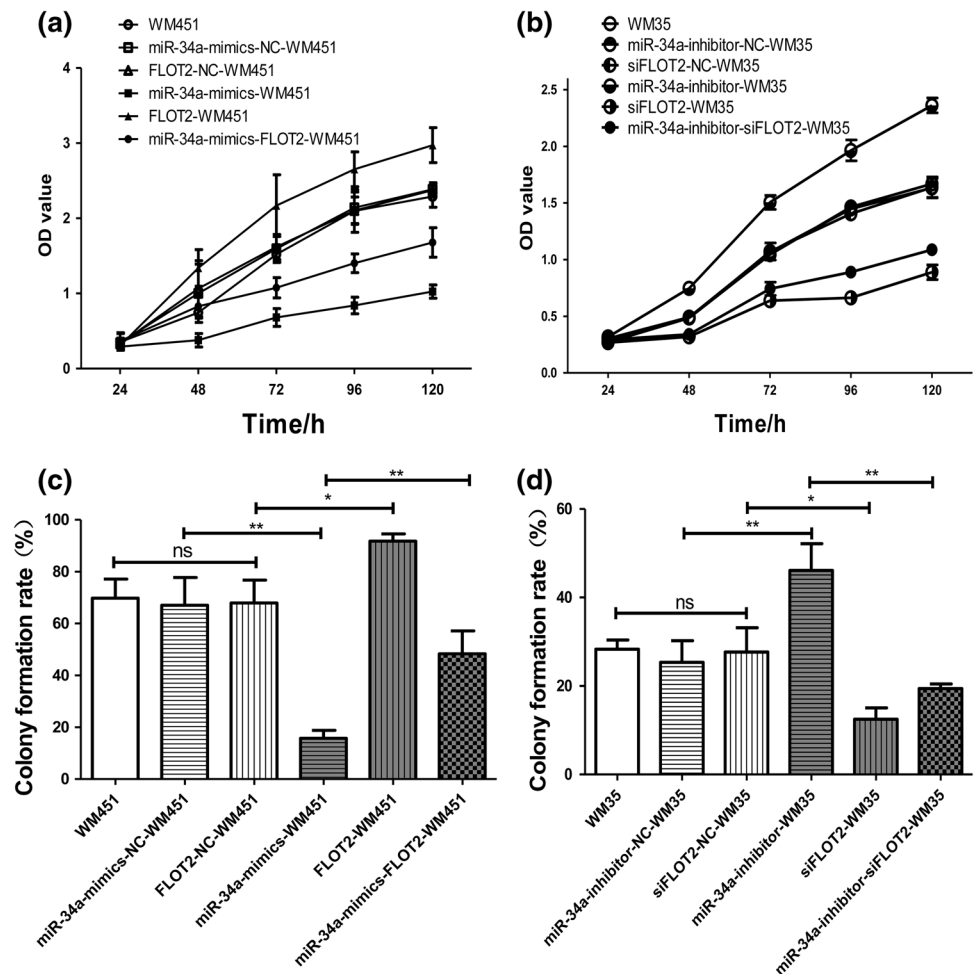 (a)
WM451
miR-34a-mimics-NC-WM451
FLOT2-NC-WM451
miR-34a-mimics-WM451
FLOT2-WM451
miR-34a-mimics-FLOT2-WM451
OD value
4
3
2
1
0
24 48 72 96 120
Time/h
(b)
WM35
miR-34a-inhibitor-NC-WM35
siFLOT2-NC-WM35
miR-34a-inhibitor-WM35
siFLOT2-WM35
miR-34a-inhibitor-siFLOT2-WM35
OD value
2.5
2.0
1.5
1.0
0.5
0.0
24 48 72 96 120
Time/h
(c)
Colony formation rate (%)
100
80
60
40
20
0
ns
**
*
**
WM451
miR-34a-mimics-NC-WM451
FLOT2-NC-WM451
miR-34a-mimics-WM451
FLOT2-WM451
miR-34a-mimics-FLOT2-WM451
(d)
Colony formation rate (%)
60
40
20
0
ns
**
*
**
WM35
miR-34a-inhibitor-NC-WM35
siFLOT2-NC-WM35
miR-34a-inhibitor-WM35
siFLOT2-WM35
miR-34a-inhibitor-siFLOT2-WM35